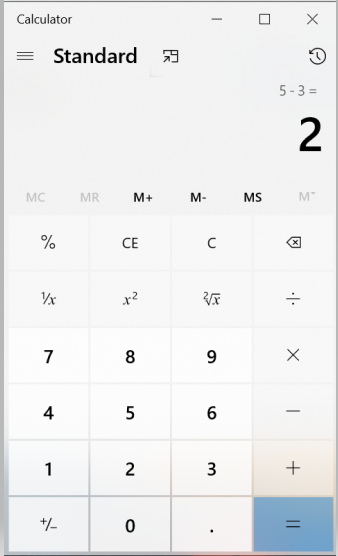 Calculator
Standard
5 - 3 =
2
MC MR M+ M- MS M˅
% CE C
¹/x x² ²√x ÷
7 8 9 ×
4 5 6 −
1 2 3 +
+/− 0 . =